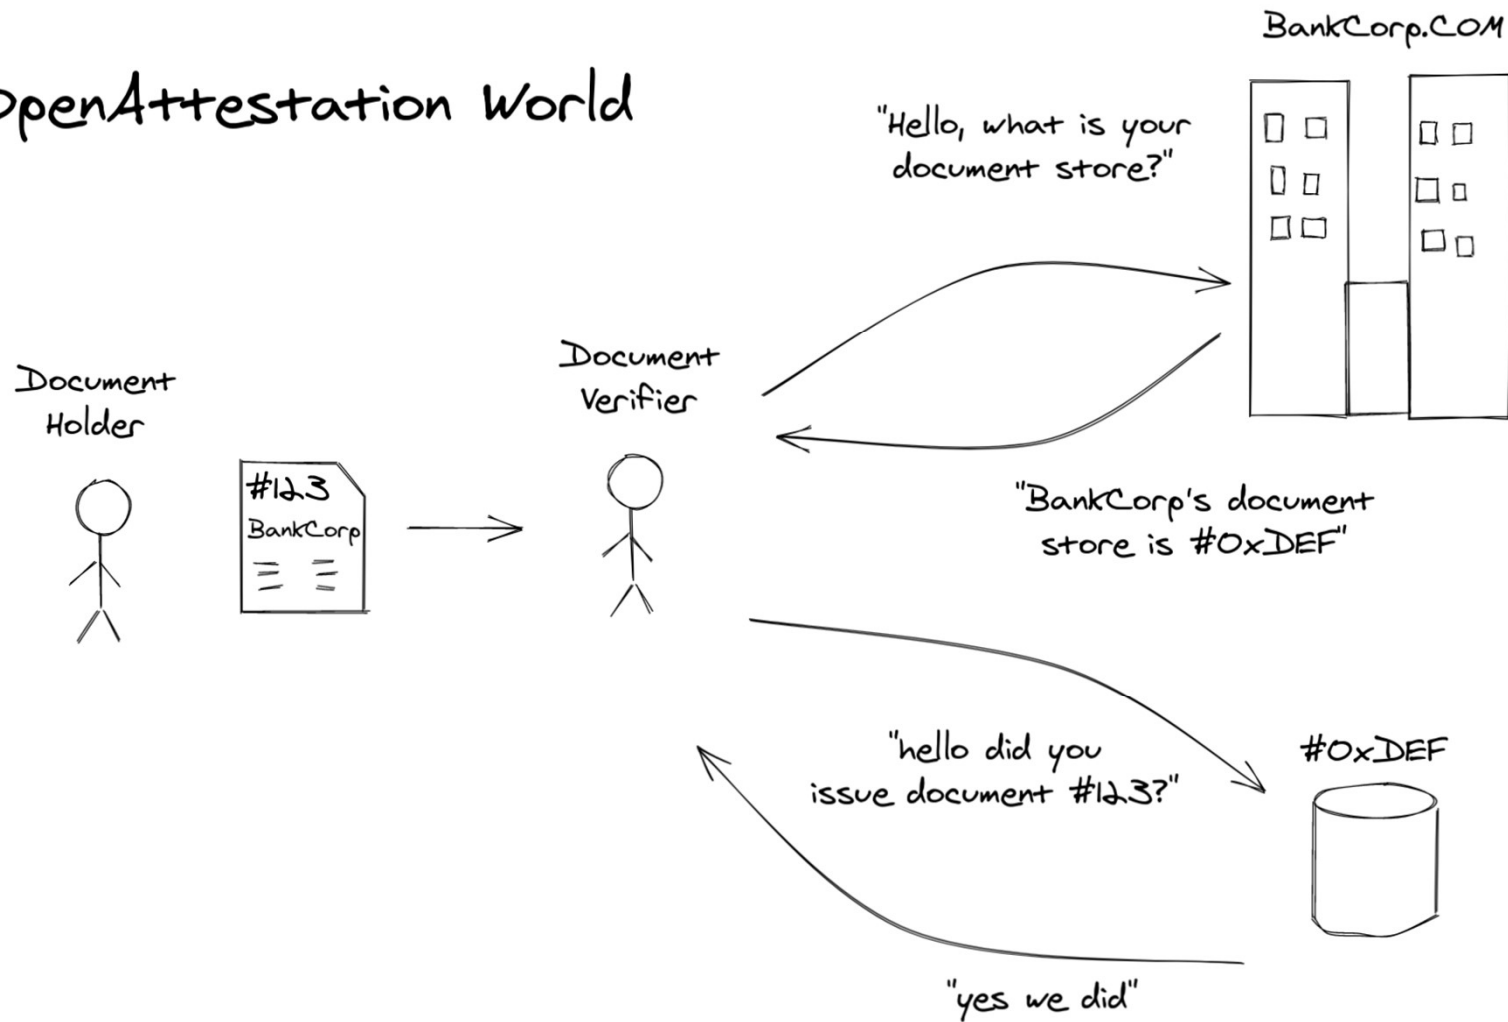 OpenAttestation World
BankCorp.COM
"Hello, what is your
document store?"
Document
Holder
Document
Verifier
#123
BankCorp
"BankCorp's document
store is #0xDEF"
"hello did you
issue document #123?"
#0xDEF
"yes we did"